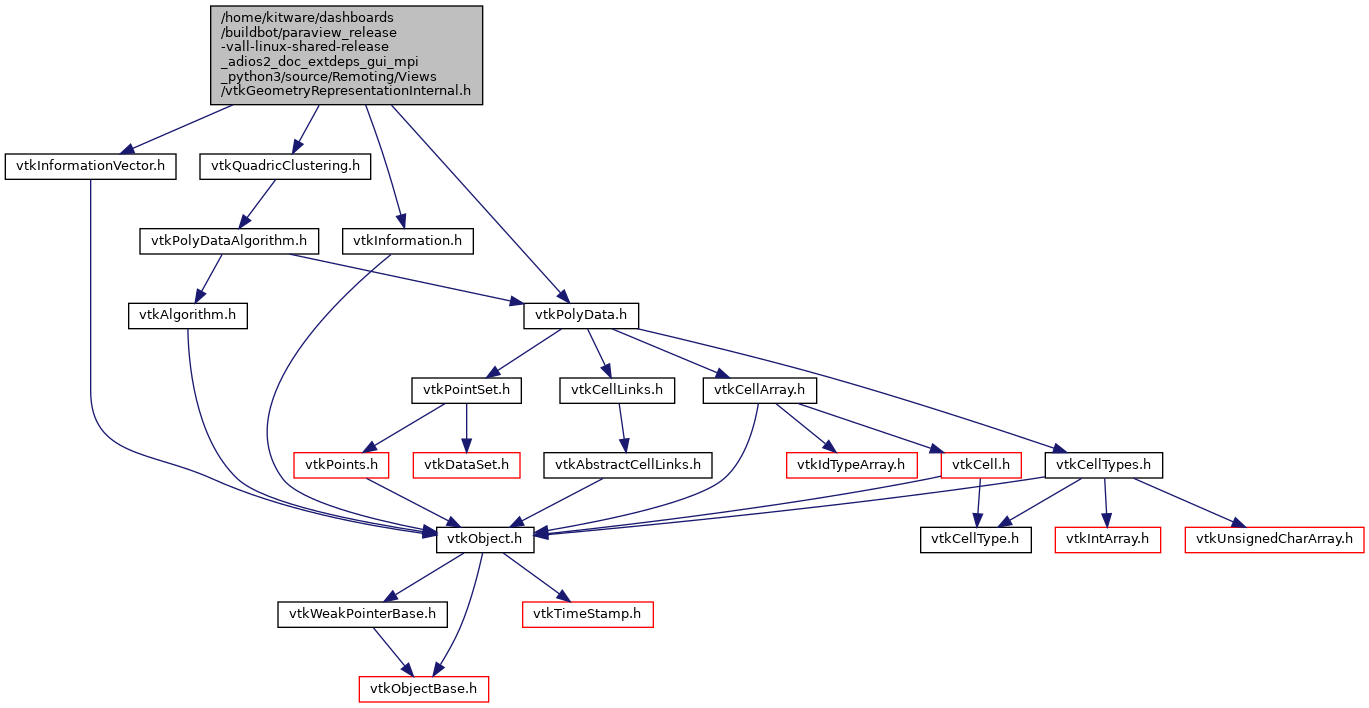 /home/kitware/dashboards
/buildbot/paraview_release
-vall-linux-shared-release
_adios2_doc_extdeps_gui_mpi
_python3/source/Remoting/Views
/vtkGeometryRepresentationInternal.h
vtkInformationVector.h
vtkQuadricClustering.h
vtkPolyDataAlgorithm.h
vtkInformation.h
vtkAlgorithm.h
vtkPolyData.h
vtkPointSet.h
vtkCellLinks.h
vtkCellArray.h
vtkPoints.h
vtkDataSet.h
vtkAbstractCellLinks.h
vtkIdTypeArray.h
vtkCell.h
vtkCellTypes.h
vtkObject.h
vtkCellType.h
vtkIntArray.h
vtkUnsignedCharArray.h
vtkWeakPointerBase.h
vtkTimeStamp.h
vtkObjectBase.h